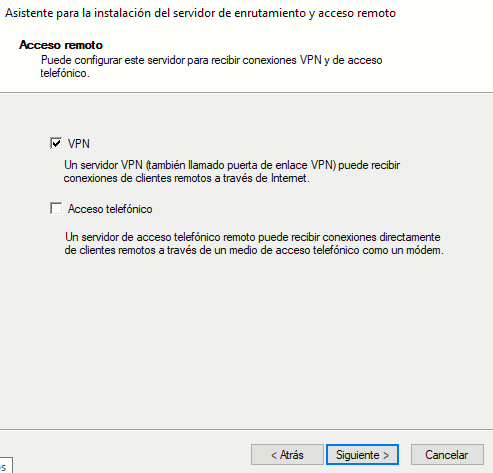 Asistente para la instalación del servidor de enrutamiento y acceso remoto
Acceso remoto
Puede configurar este servidor para recibir conexiones VPN y de acceso
telefónico.
VPN
Un servidor VPN (también llamado puerta de enlace VPN) puede recibir
conexiones de clientes remotos a través de Internet.
Acceso telefónico
Un servidor de acceso telefónico remoto puede recibir conexiones directamente
de clientes remotos a través de un medio de acceso telefónico como un módem.
< Atrás
Siguiente >
Cancelar